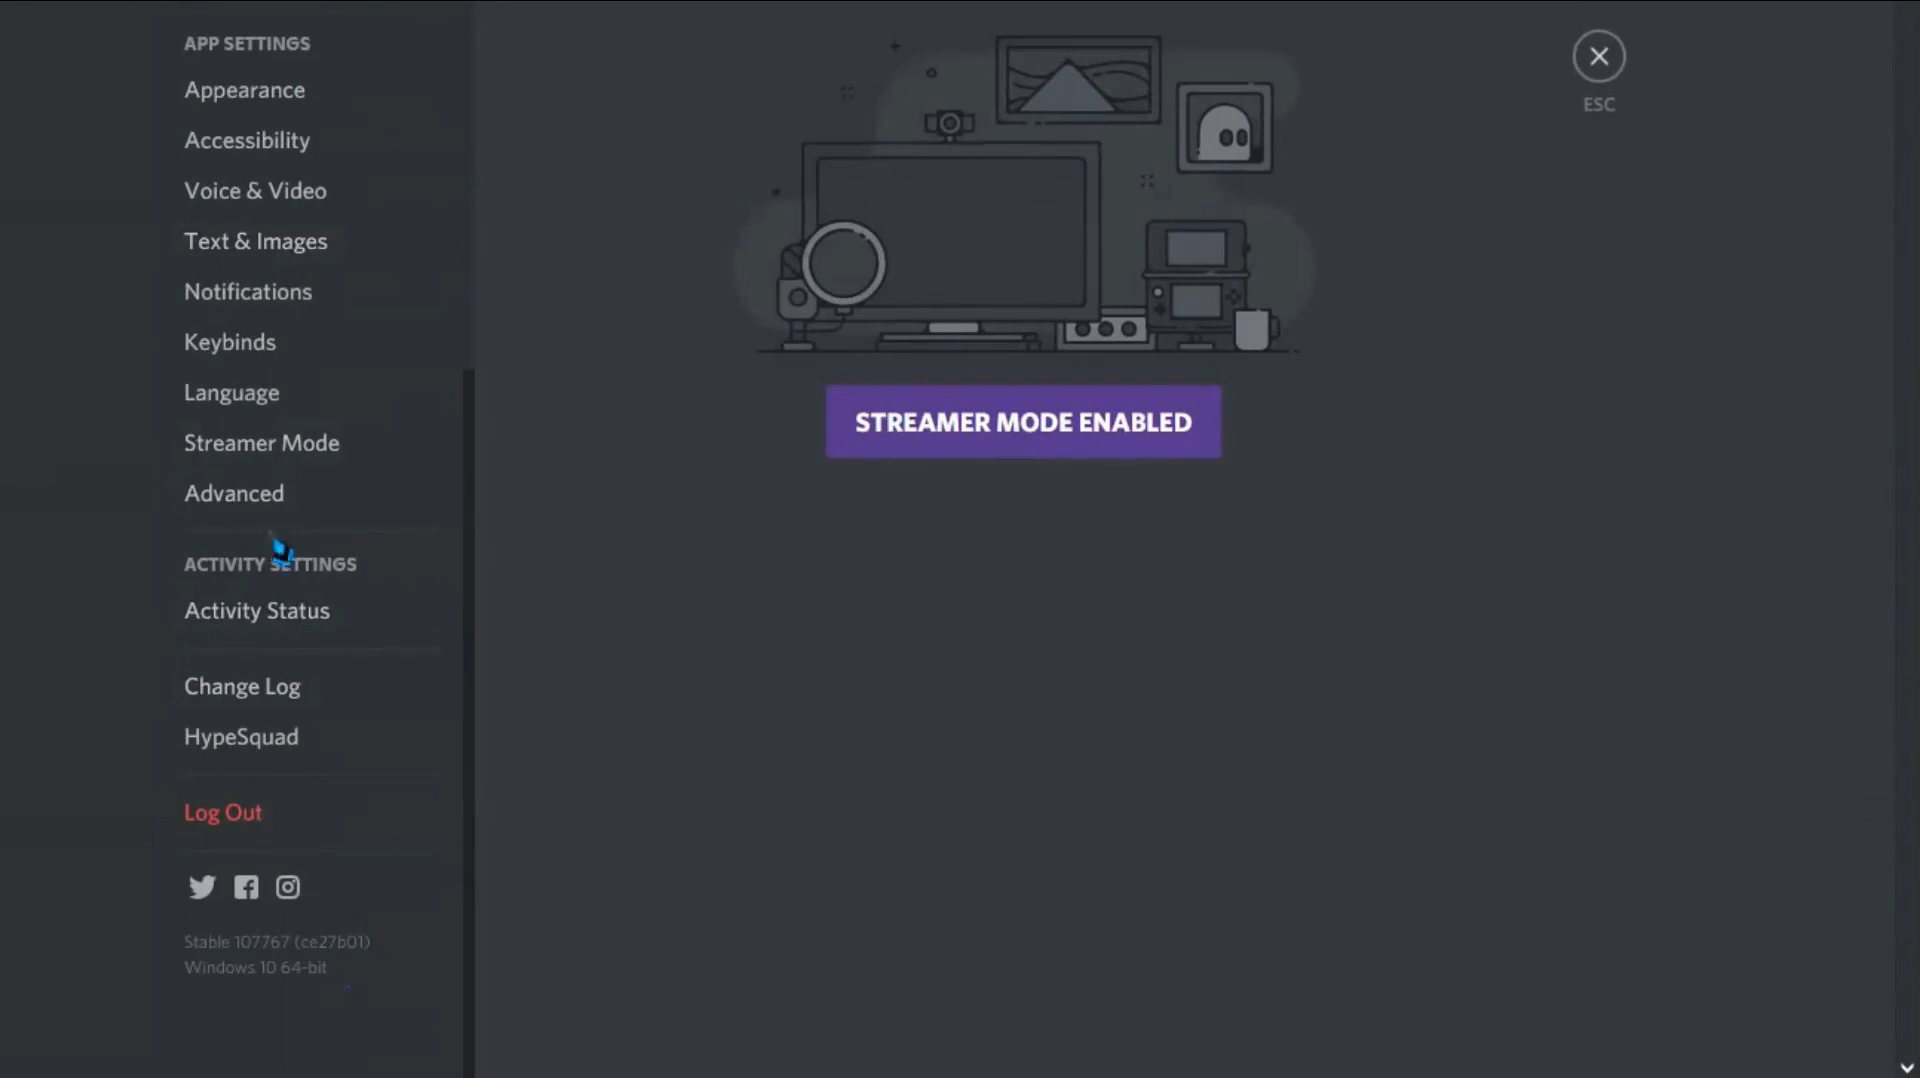 APP SETTINGS
Appearance
Accessibility
Voice & Video
Text & Images
Notifications
Keybinds
Language
Streamer Mode
Advanced
ACTIVITY SETTINGS
Activity Status
Change Log
HypeSquad
Log Out
Stable 107767 (ce27b01)
Windows 10 64-bit
STREAMER MODE ENABLED
ESC